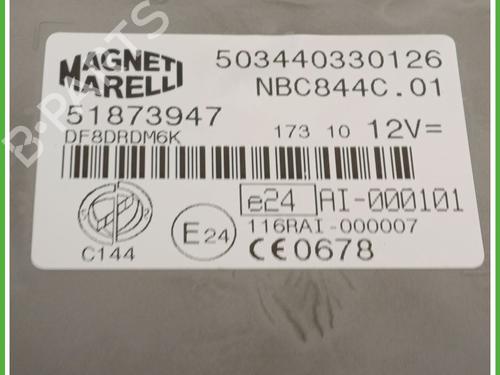 B-PARTS
MAGNETI MARELLI
503440330126
NBC844C.01
51873947
DF8DRDM6K
173 10 12V=
e24 AI-000101
E24
116RAI-000007
C144
CE0678